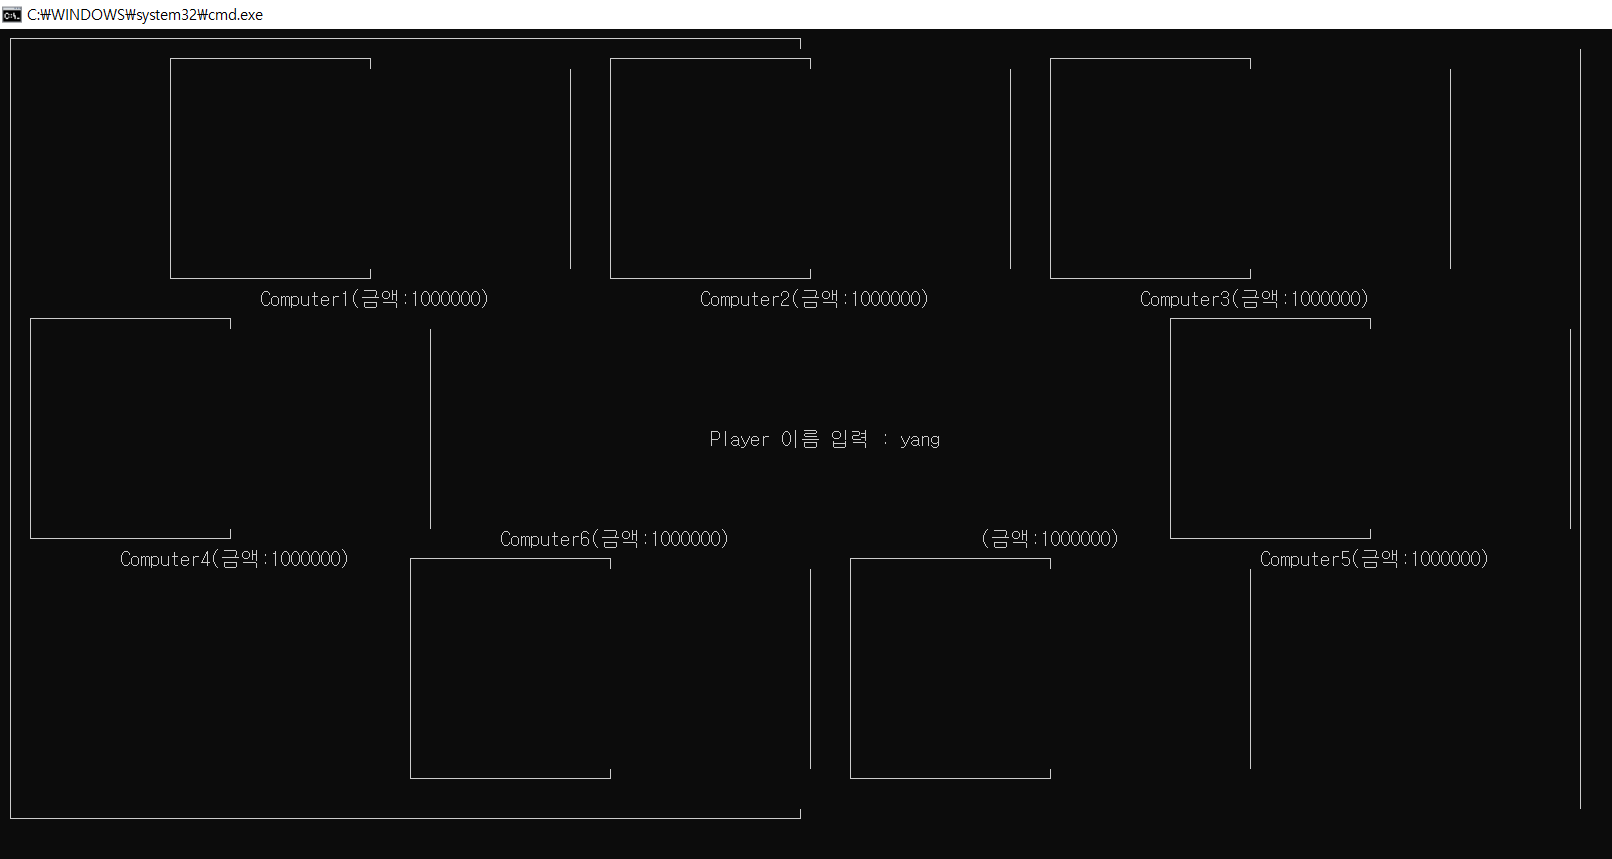 C:₩WINDOWS₩system32₩cmd.exe
Computer1(금액:1000000)
Computer2(금액:1000000)
Computer3(금액:1000000)
Player 이름 입력 : yang
Computer6(금액:1000000)
(금액:1000000)
Computer4(금액:1000000)
Computer5(금액:1000000)